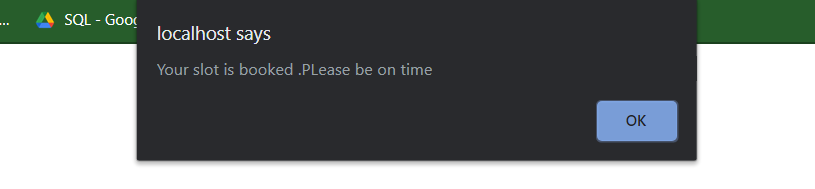 ... SQL - Goog
localhost says
Your slot is booked .PLease be on time
OK